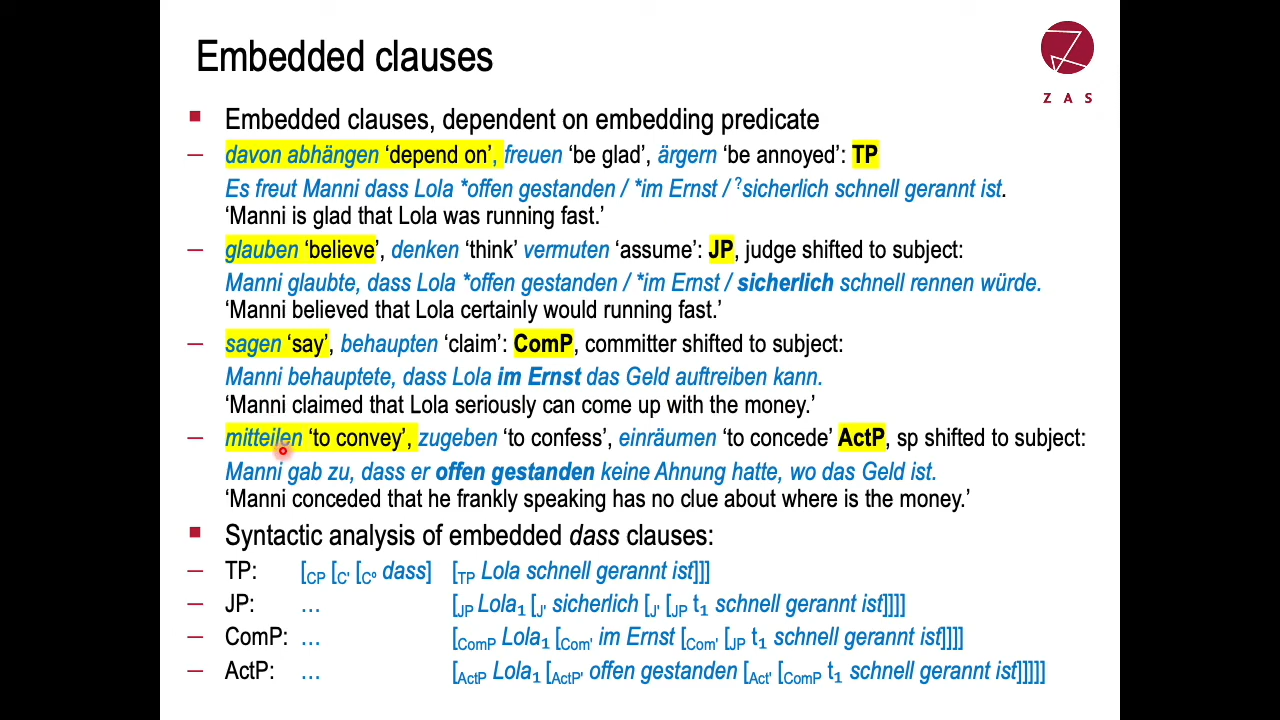 Embedded clauses
Z A S
Embedded clauses, dependent on embedding predicate
– davon abhängen ‘depend on’, freuen ‘be glad’, ärgern ‘be annoyed’: TP
Es freut Manni dass Lola *offen gestanden / *im Ernst / ?sicherlich schnell gerannt ist.
‘Manni is glad that Lola was running fast.’
– glauben ‘believe’, denken ‘think’ vermuten ‘assume’: JP, judge shifted to subject:
Manni glaubte, dass Lola *offen gestanden / *im Ernst / sicherlich schnell rennen würde.
‘Manni believed that Lola certainly would running fast.’
– sagen ‘say’, behaupten ‘claim’: ComP, committer shifted to subject:
Manni behauptete, dass Lola im Ernst das Geld auftreiben kann.
‘Manni claimed that Lola seriously can come up with the money.’
– mitteilen ‘to convey’, zugeben ‘to confess’, einräumen ‘to concede’ ActP, sp shifted to subject:
Manni gab zu, dass er offen gestanden keine Ahnung hatte, wo das Geld ist.
‘Manni conceded that he frankly speaking has no clue about where is the money.’
Syntactic analysis of embedded dass clauses:
– TP: [CP [C' [C° dass] [TP Lola schnell gerannt ist]]]
– JP: … [JP Lola₁ [J' sicherlich [J' [JP t₁ schnell gerannt ist]]]]
– ComP: … [ComP Lola₁ [Com' im Ernst [Com' [JP t₁ schnell gerannt ist]]]]
– ActP: … [ActP Lola₁ [ActP' offen gestanden [Act' [ComP t₁ schnell gerannt ist]]]]]